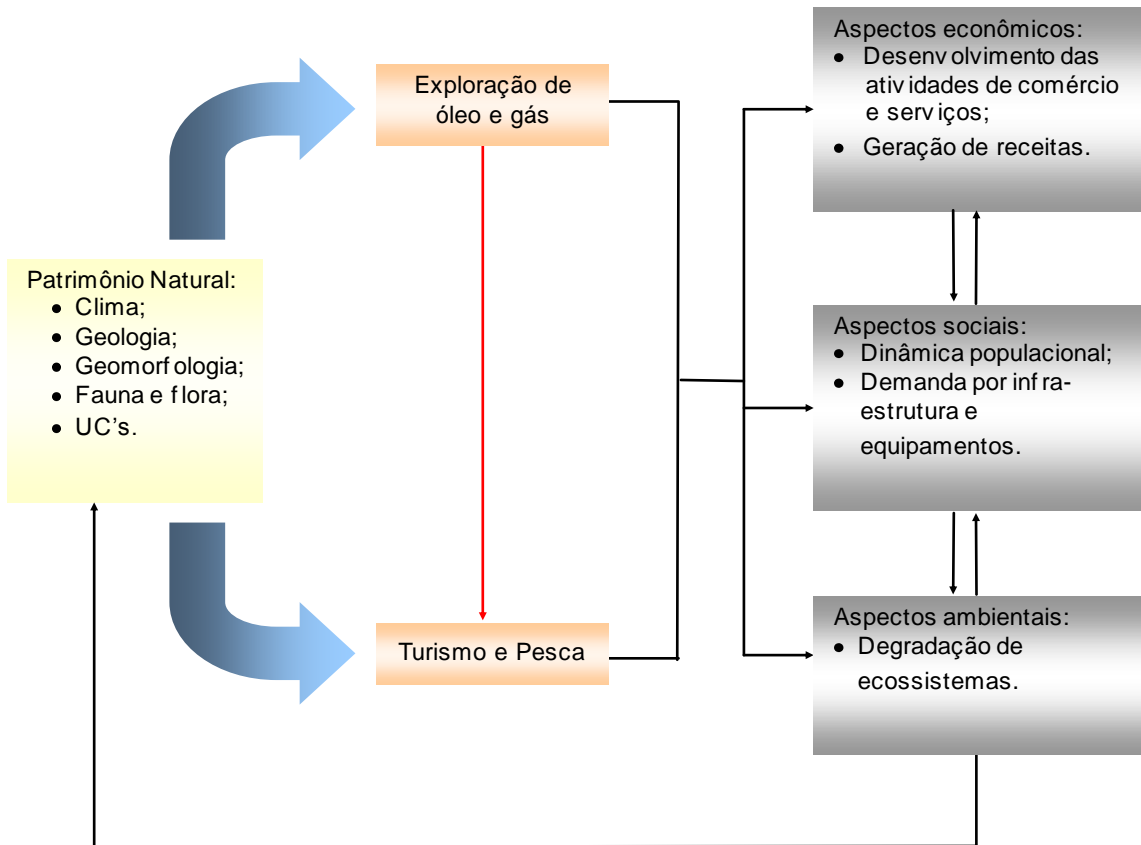 Patrimônio Natural:
• Clima;
• Geologia;
• Geomorfologia;
• Fauna e flora;
• UC's.
Exploração de
óleo e gás
Turismo e Pesca
Aspectos econômicos:
• Desenvolvimento das
atividades de comércio
e serviços;
• Geração de receitas.
Aspectos sociais:
• Dinâmica populacional;
• Demanda por infra-
estrutura e
equipamentos.
Aspectos ambientais:
• Degradação de
ecossistemas.